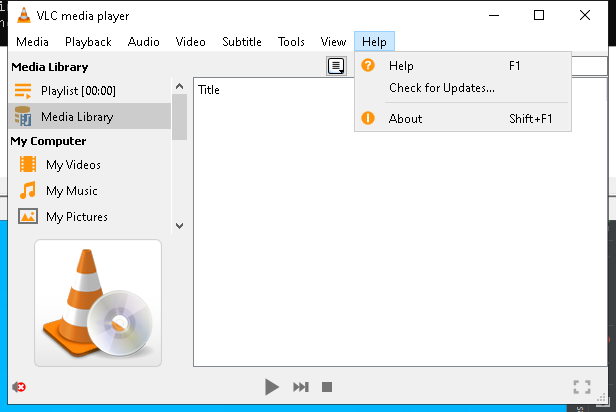 VLC media player
Media Playback Audio Video Subtitle Tools View Help
Media Library
Playlist [00:00]
Media Library
My Computer
My Videos
My Music
My Pictures
Title
Help F1
Check for Updates...
About Shift+F1